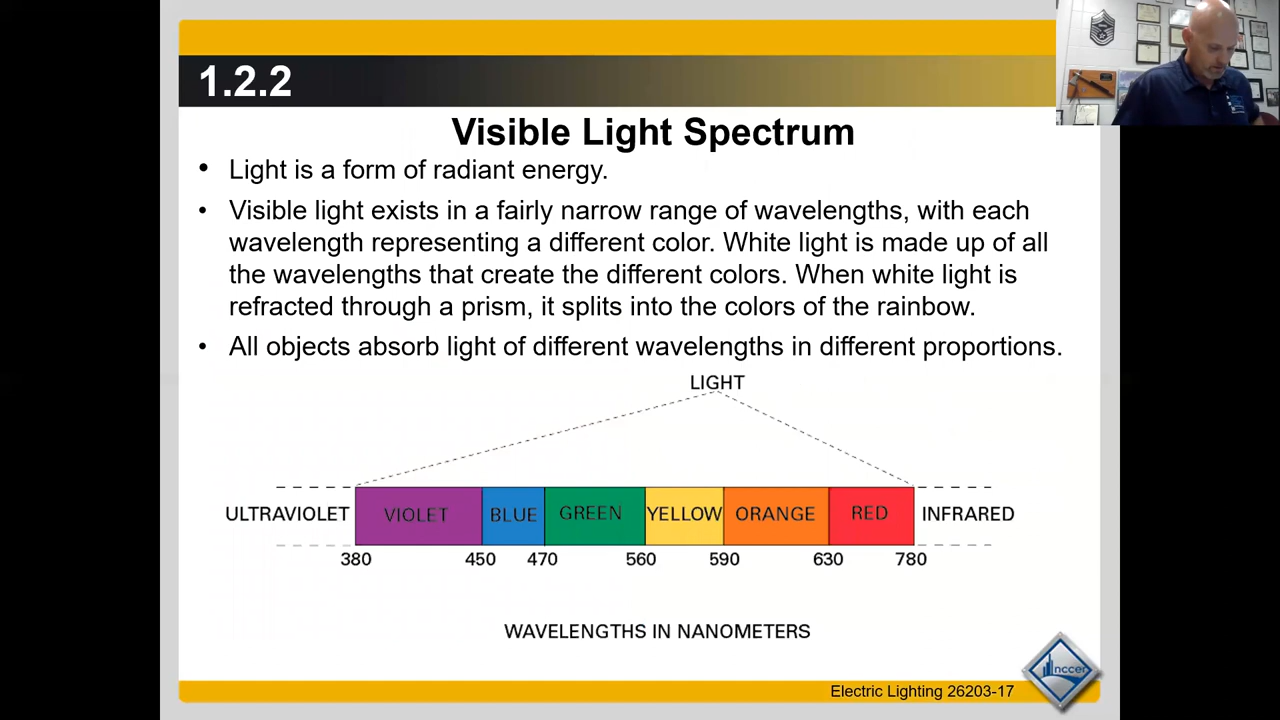 1.2.2
Visible Light Spectrum
• Light is a form of radiant energy.
• Visible light exists in a fairly narrow range of wavelengths, with each
wavelength representing a different color. White light is made up of all
the wavelengths that create the different colors. When white light is
refracted through a prism, it splits into the colors of the rainbow.
• All objects absorb light of different wavelengths in different proportions.
LIGHT
ULTRAVIOLET VIOLET BLUE GREEN YELLOW ORANGE RED INFRARED
380 450 470 560 590 630 780
WAVELENGTHS IN NANOMETERS
nccer
Electric Lighting 26203-17